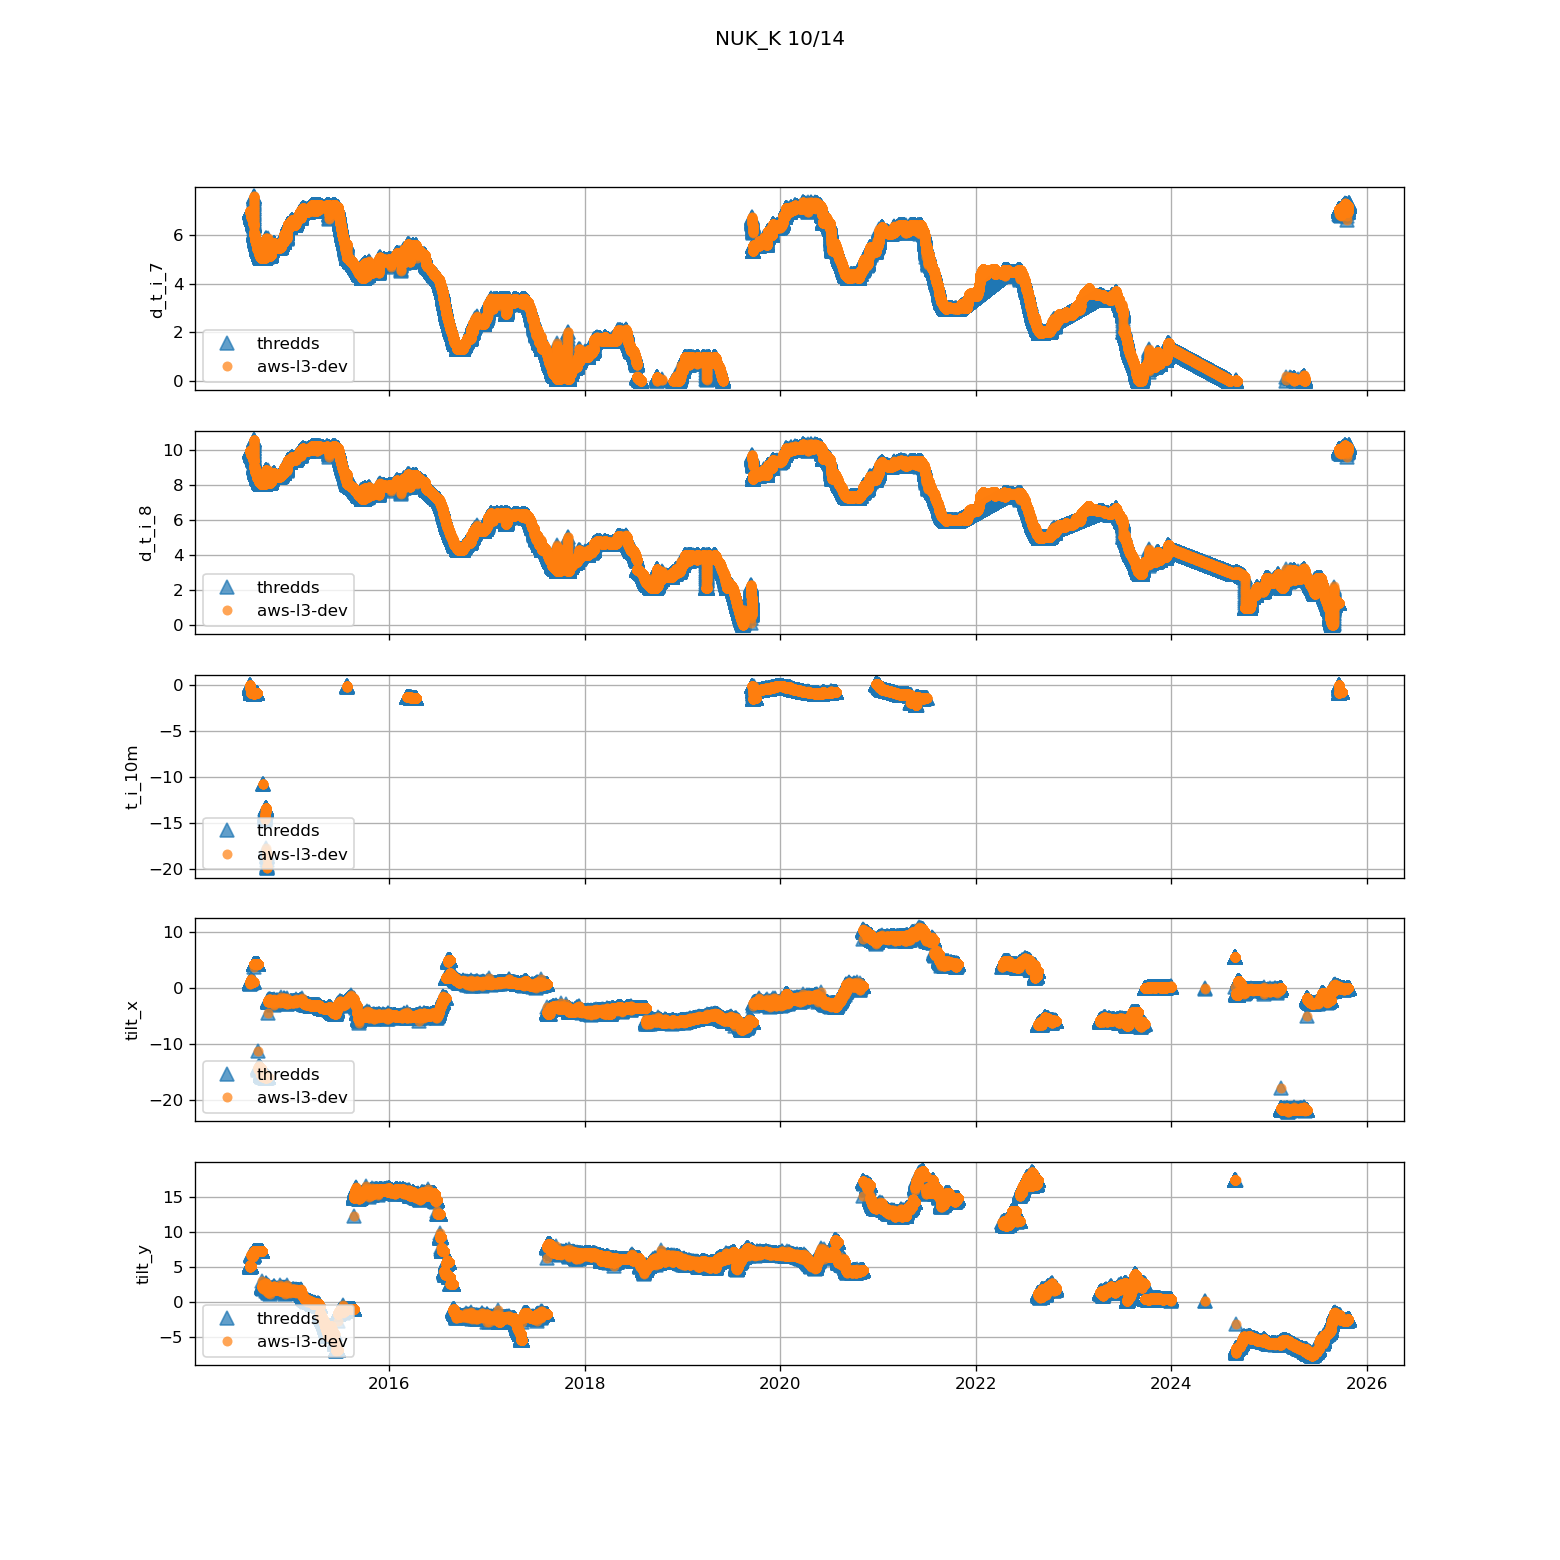 NUK_K 10/14
6
4
2
0
d_t_i_7
thredds
aws-l3-dev
10
8
6
4
2
0
d_t_i_8
thredds
aws-l3-dev
0
−5
−10
−15
−20
t_i_10m
thredds
aws-l3-dev
10
0
−10
−20
tilt_x
thredds
aws-l3-dev
15
10
5
0
−5
tilt_y
thredds
aws-l3-dev
2016 2018 2020 2022 2024 2026